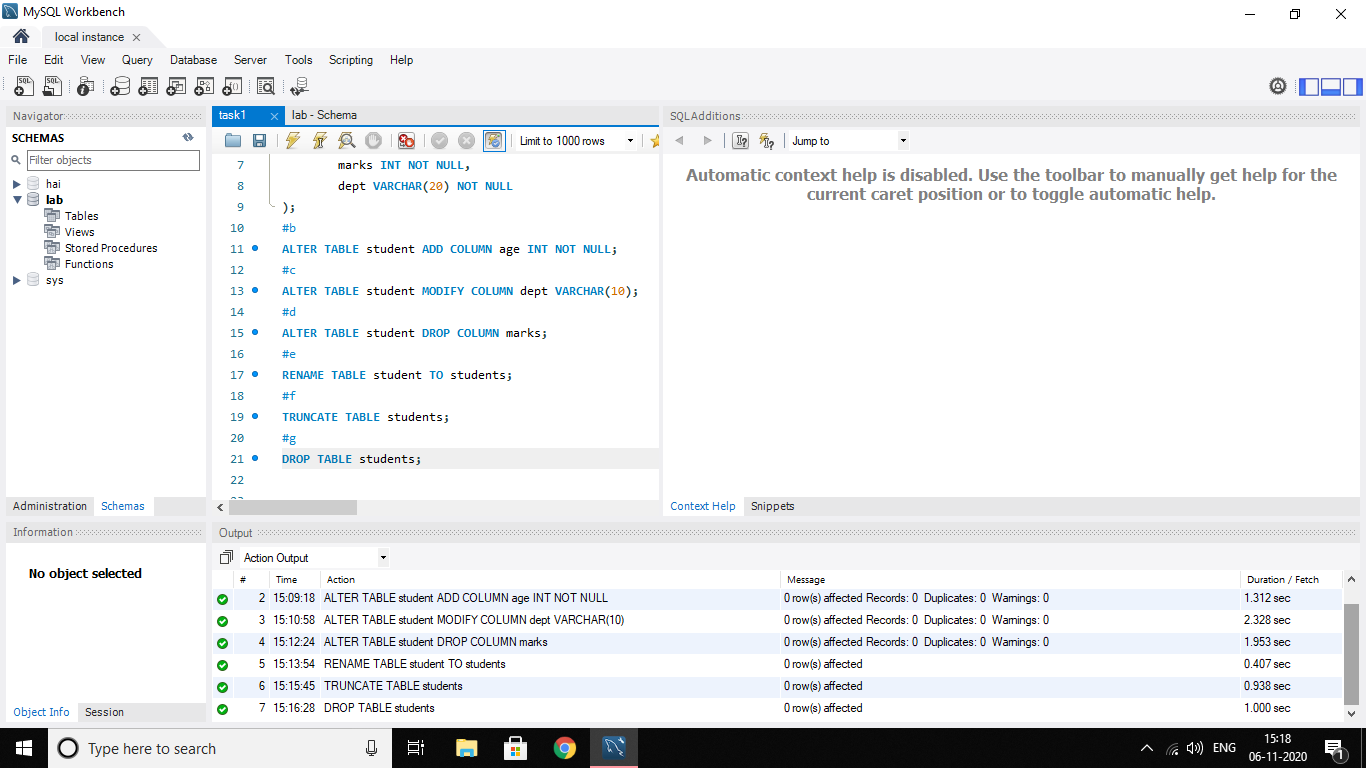 MySQL Workbench
local instance
File Edit View Query Database Server Tools Scripting Help
Navigator
SCHEMAS
Filter objects
hai
lab
Tables
Views
Stored Procedures
Functions
sys
Administration Schemas
Information
No object selected
Object Info Session
task1 lab - Schema
Limit to 1000 rows
7 marks INT NOT NULL,
8 dept VARCHAR(20) NOT NULL
9 );
10 #b
11 ALTER TABLE student ADD COLUMN age INT NOT NULL;
12 #c
13 ALTER TABLE student MODIFY COLUMN dept VARCHAR(10);
14 #d
15 ALTER TABLE student DROP COLUMN marks;
16 #e
17 RENAME TABLE student TO students;
18 #f
19 TRUNCATE TABLE students;
20 #g
21 DROP TABLE students;
22
SQLAdditions
Jump to
Automatic context help is disabled. Use the toolbar to manually get help for the
current caret position or to toggle automatic help.
Context Help Snippets
Output
Action Output
# Time Action Message Duration / Fetch
2 15:09:18 ALTER TABLE student ADD COLUMN age INT NOT NULL 0 row(s) affected Records: 0 Duplicates: 0 Warnings: 0 1.312 sec
3 15:10:58 ALTER TABLE student MODIFY COLUMN dept VARCHAR(10) 0 row(s) affected Records: 0 Duplicates: 0 Warnings: 0 2.328 sec
4 15:12:24 ALTER TABLE student DROP COLUMN marks 0 row(s) affected Records: 0 Duplicates: 0 Warnings: 0 1.953 sec
5 15:13:54 RENAME TABLE student TO students 0 row(s) affected 0.407 sec
6 15:15:45 TRUNCATE TABLE students 0 row(s) affected 0.938 sec
7 15:16:28 DROP TABLE students 0 row(s) affected 1.000 sec
Type here to search
ENG
15:18
06-11-2020
1